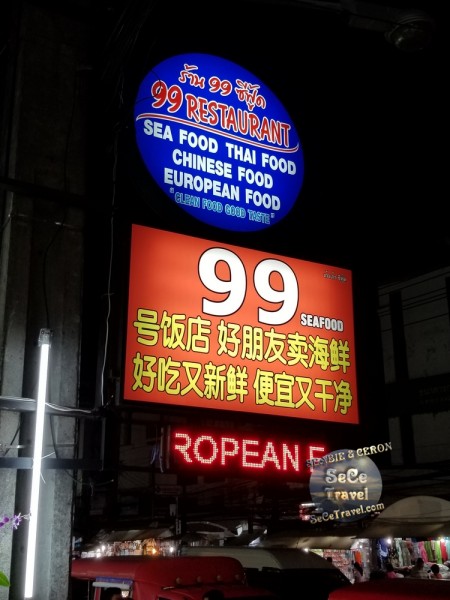 ร้าน 99 ซีฟู้ด
99 RESTAURANT
SEA FOOD THAI FOOD
CHINESE FOOD
EUROPEAN FOOD
"CLEAN FOOD GOOD TASTE"
99
SEAFOOD
号饭店 好朋友卖海鲜
好吃又新鲜 便宜又干净
ROPEAN F
SENBIE & CERON
SeCe
Travel
SeCeTravel.com